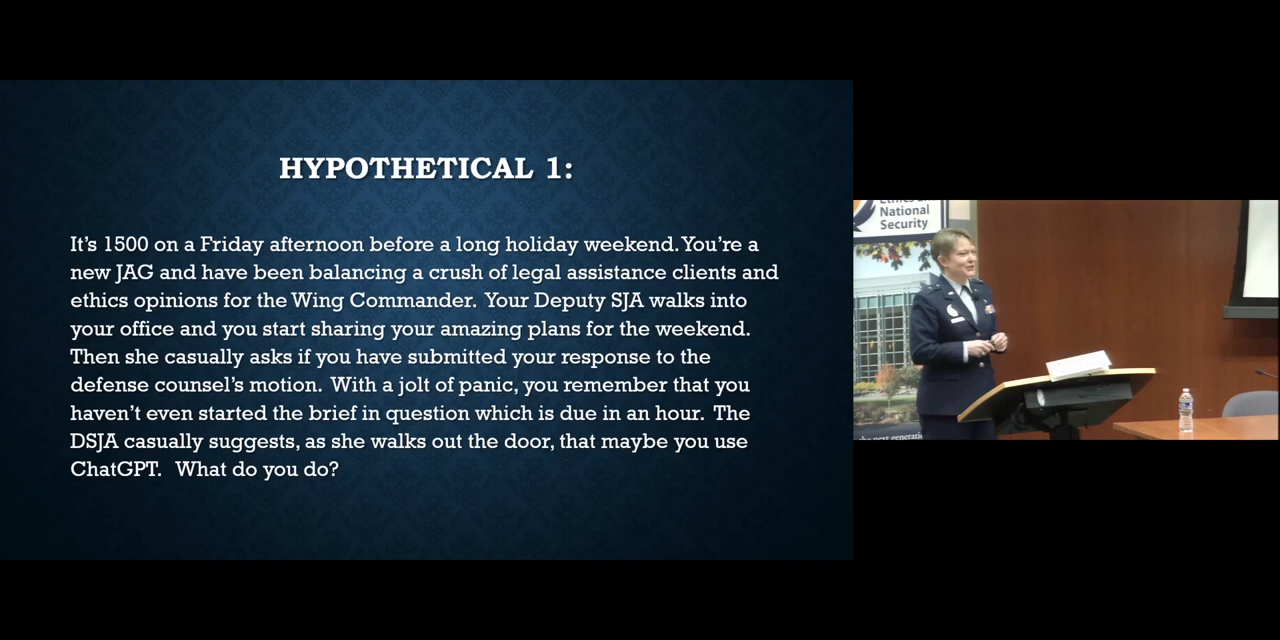 HYPOTHETICAL 1:
It's 1500 on a Friday afternoon before a long holiday weekend. You're a
new JAG and have been balancing a crush of legal assistance clients and
ethics opinions for the Wing Commander. Your Deputy SJA walks into
your office and you start sharing your amazing plans for the weekend.
Then she casually asks if you have submitted your response to the
defense counsel's motion. With a jolt of panic, you remember that you
haven't even started the brief in question which is due in an hour. The
DSJA casually suggests, as she walks out the door, that maybe you use
ChatGPT. What do you do?
National
Security